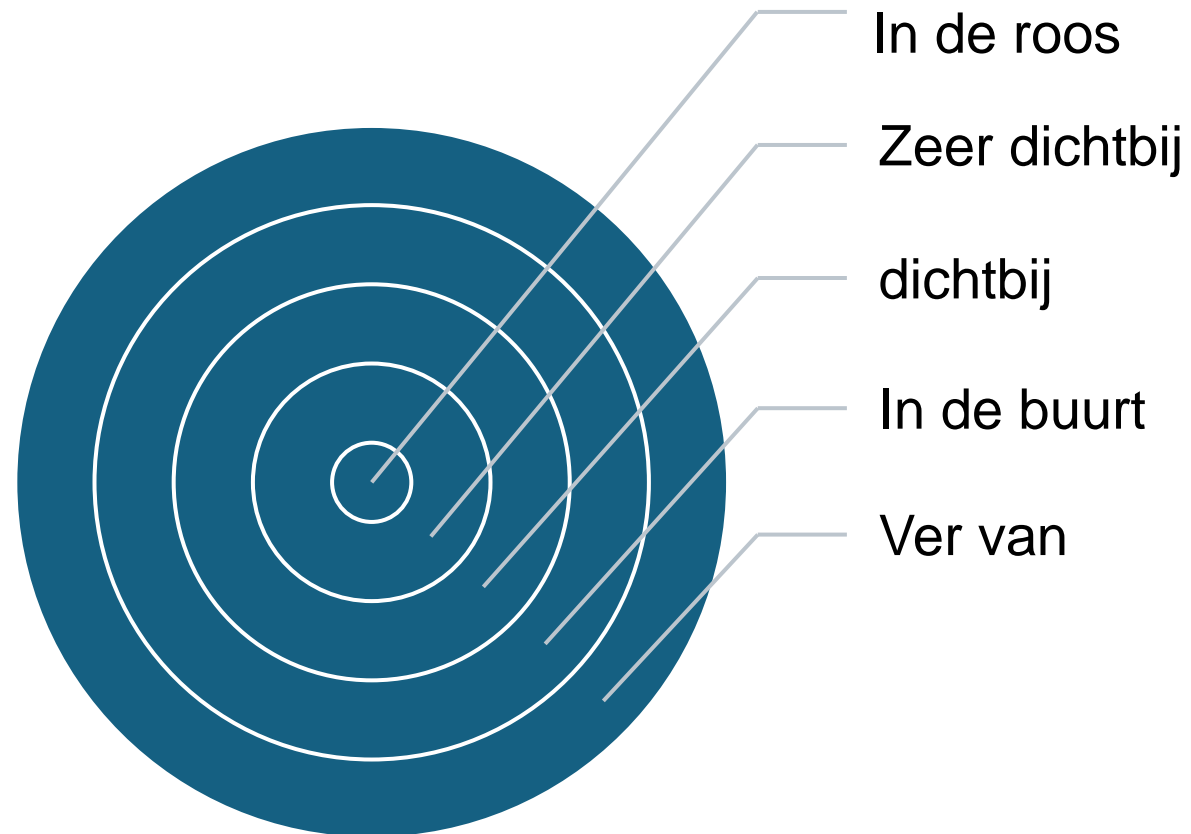 In de roos
Zeer dichtbij
dichtbij
In de buurt
Ver van